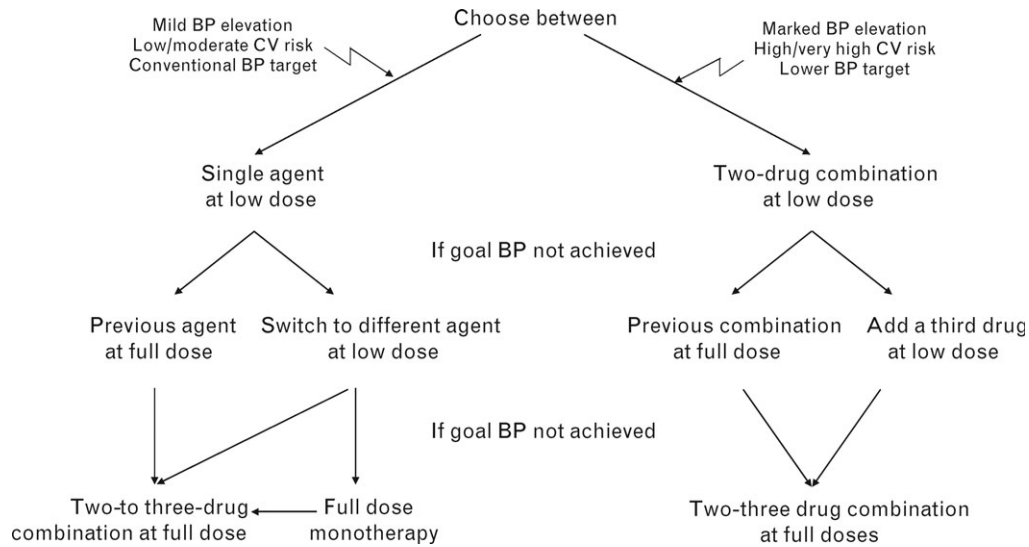 Choose between
Mild BP elevation
Low/moderate CV risk
Conventional BP target
Marked BP elevation
High/very high CV risk
Lower BP target
Single agent
at low dose
Two-drug combination
at low dose
If goal BP not achieved
Previous agent
at full dose
Switch to different agent
at low dose
Previous combination
at full dose
Add a third drug
at low dose
If goal BP not achieved
Two-to three-drug
combination at full dose
Full dose
monotherapy
Two-three drug combination
at full doses